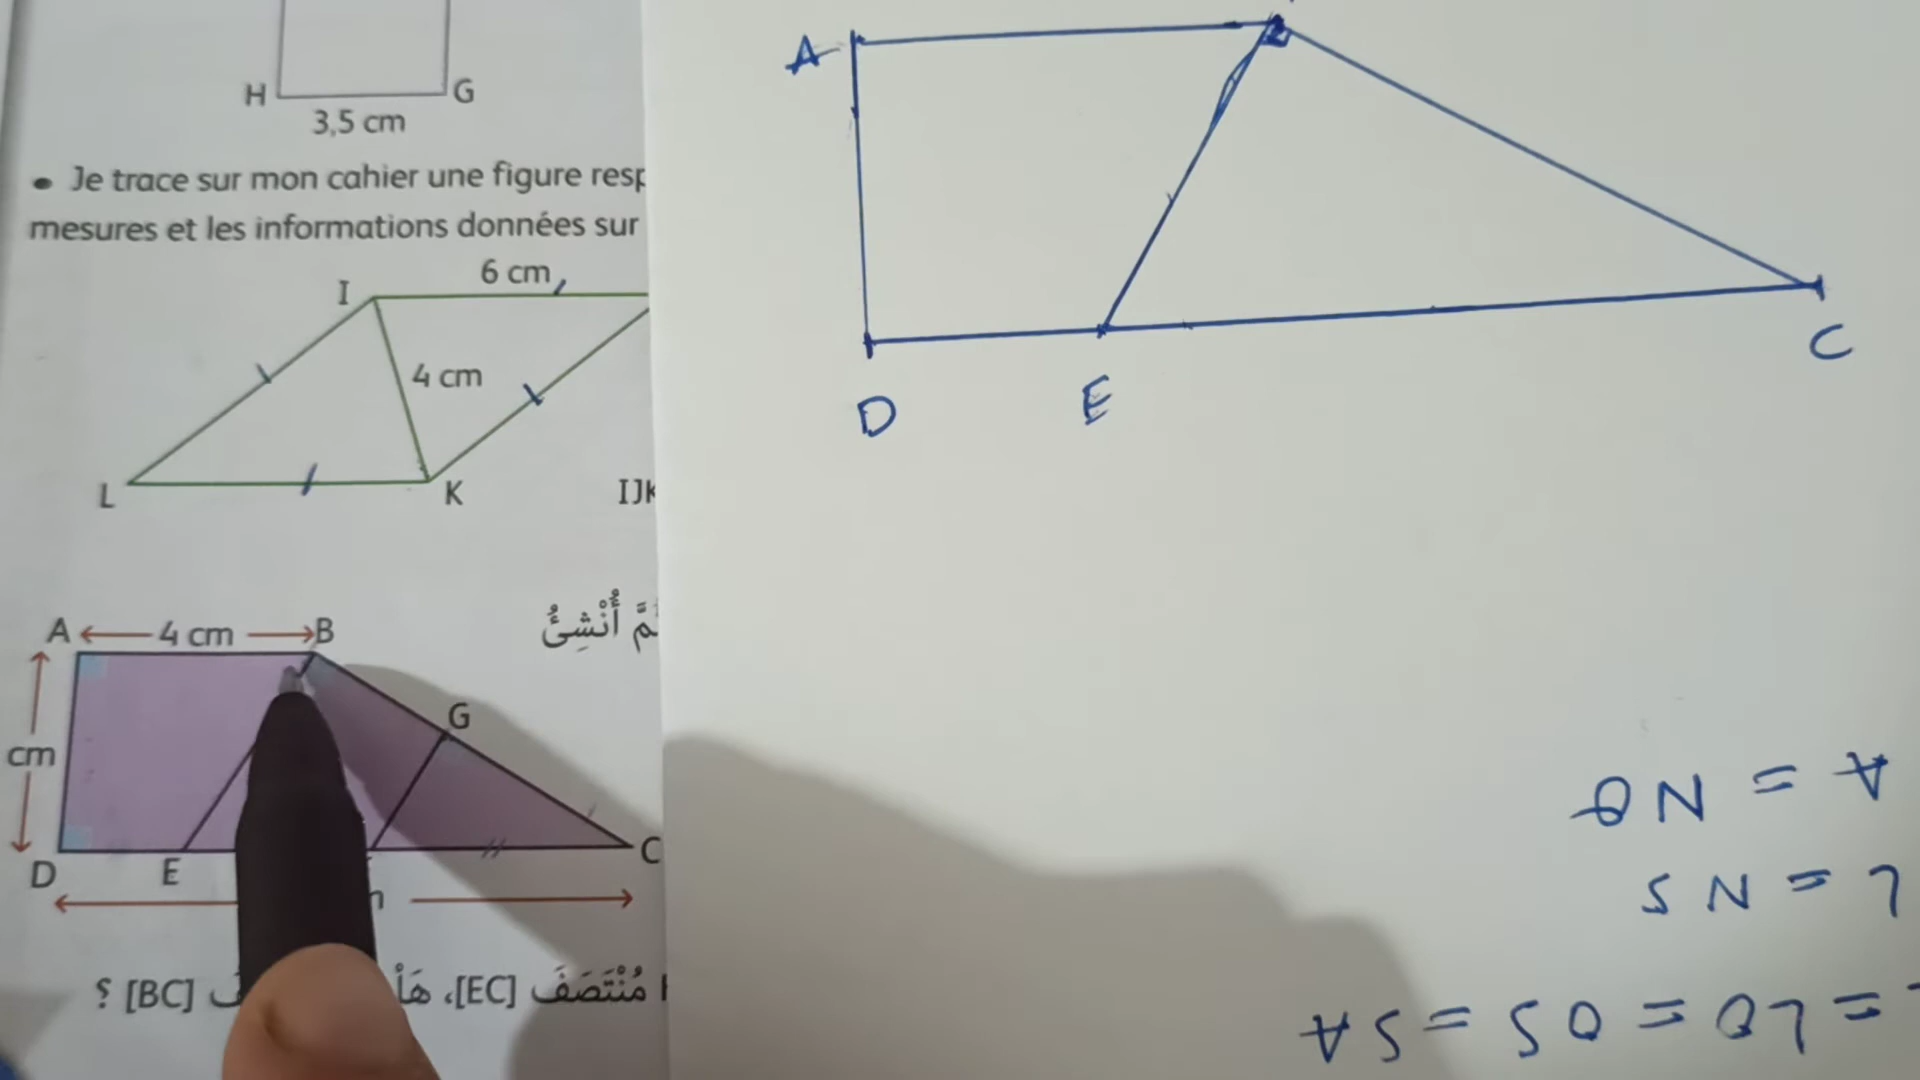 H G
3,5 cm
• Je trace sur mon cahier une figure resp
mesures et les informations données sur
6 cm
I
4 cm
L K IJK
ثُمَّ أُنْشِئُ
A 4 cm B
G
cm
D E C
مُنْتَصَفَ [EC]، هَلْ [BC] ؟
A
D E C
A = NQ
L = NS
= LQ = QS = SA